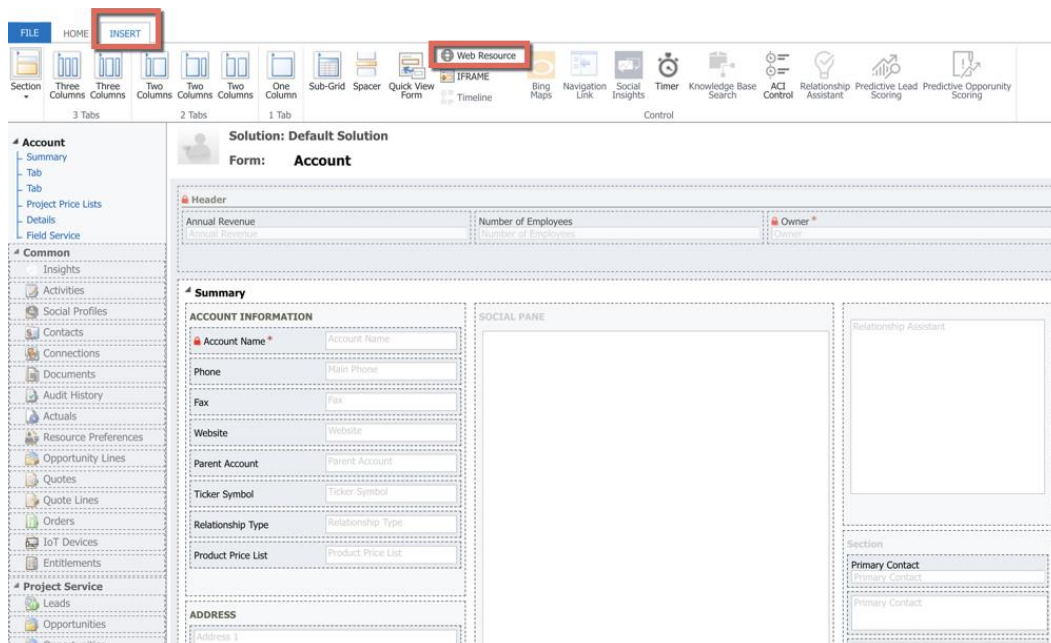 FILE HOME INSERT
Web Resource
IFRAME
Timeline
Section Three Columns Three Columns Two Columns Two Columns Two Columns One Column Sub-Grid Spacer Quick View Form Bing Maps Navigation Link Social Insights Timer Knowledge Base Search ACI Control Relationship Assistant Predictive Lead Scoring Predictive Opporunity Scoring
3 Tabs 2 Tabs 1 Tab Control
Account
Summary
Tab
Tab
Project Price Lists
Details
Field Service
Common
Insights
Activities
Social Profiles
Contacts
Connections
Documents
Audit History
Actuals
Resource Preferences
Opportunity Lines
Quotes
Quote Lines
Orders
IoT Devices
Entitlements
Project Service
Leads
Opportunities
Solution: Default Solution
Form: Account
Header
Annual Revenue
Annual Revenue
Number of Employees
Number of Employees
Owner *
Owner
Summary
ACCOUNT INFORMATION
Account Name * Account Name
Phone Main Phone
Fax Fax
Website Website
Parent Account Parent Account
Ticker Symbol Ticker Symbol
Relationship Type Relationship Type
Product Price List Product Price List
ADDRESS
Address 1
SOCIAL PANE
Relationship Assistant
Section
Primary Contact
Primary Contact
Primary Contact